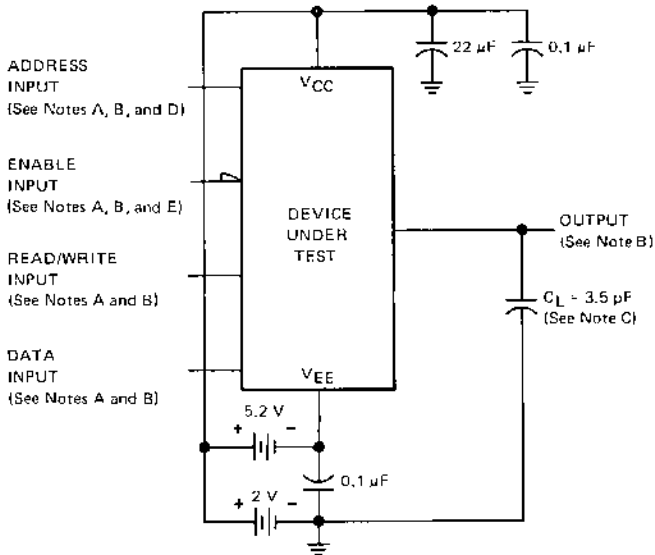 22 µF
0,1 µF
ADDRESS
INPUT
(See Notes A, B, and D)
VCC
ENABLE
INPUT
(See Notes A, B, and E)
DEVICE
UNDER
TEST
OUTPUT
(See Note B)
READ/WRITE
INPUT
(See Notes A and B)
CL = 3.5 pF
(See Note C)
DATA
INPUT
(See Notes A and B)
VEE
5.2 V
+ -
0,1 µF
+ 2 V -